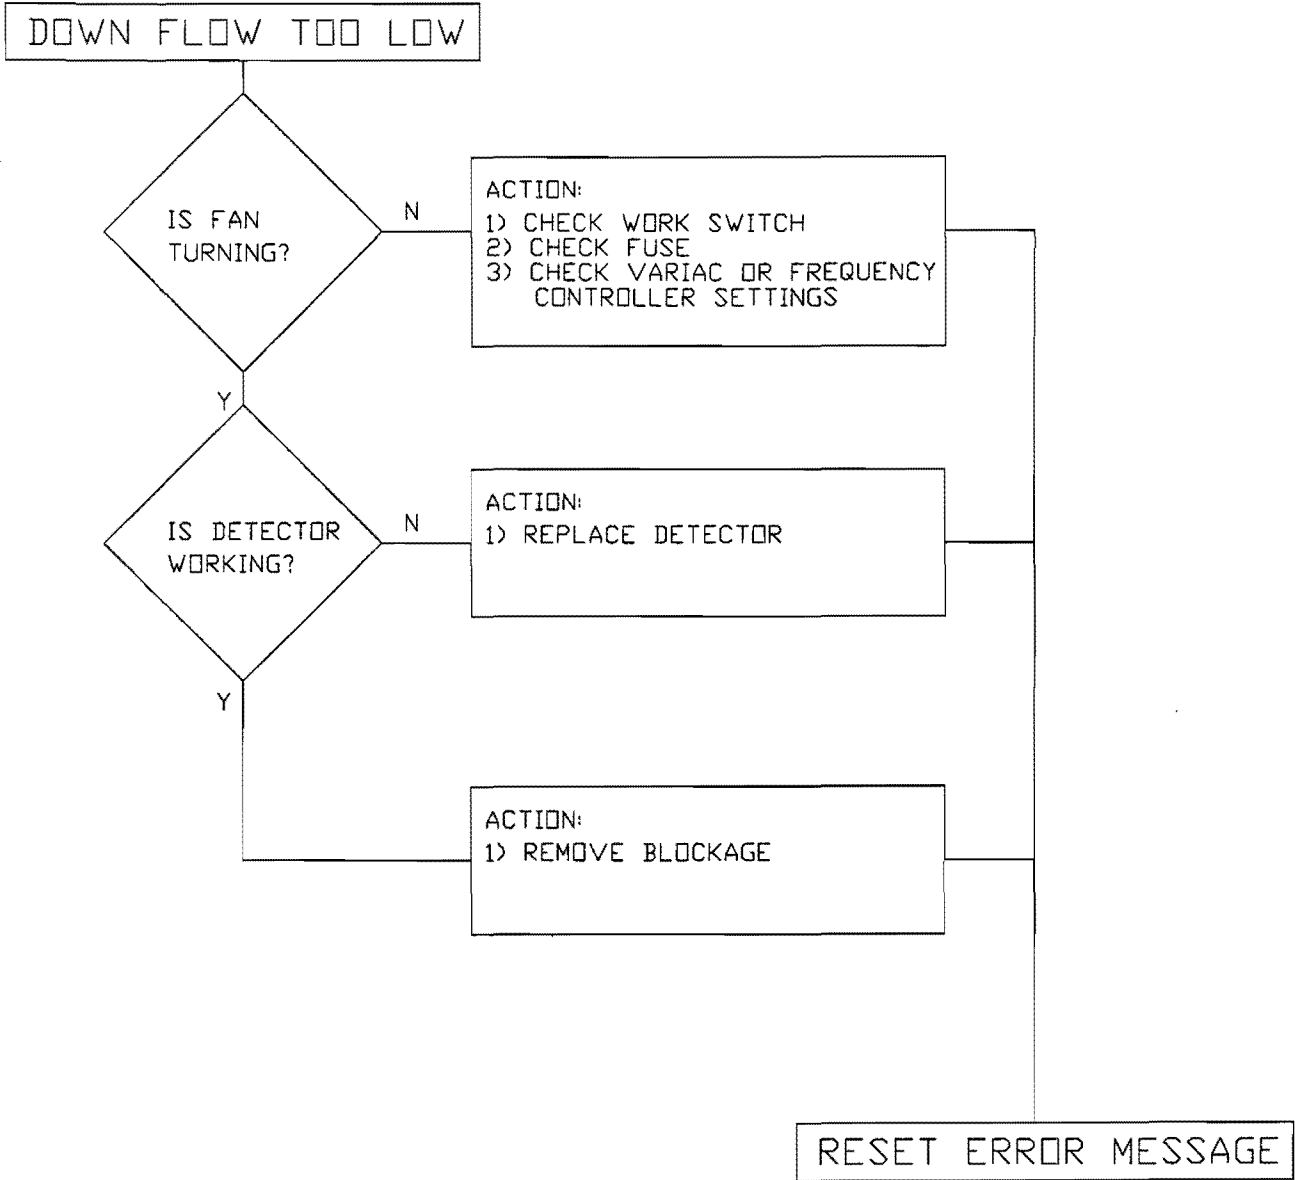 DOWN FLOW TOO LOW
IS FAN
TURNING?
N
ACTION:
1) CHECK WORK SWITCH
2) CHECK FUSE
3) CHECK VARIAC OR FREQUENCY
CONTROLLER SETTINGS
Y
IS DETECTOR
WORKING?
N
ACTION:
1) REPLACE DETECTOR
Y
ACTION:
1) REMOVE BLOCKAGE
RESET ERROR MESSAGE